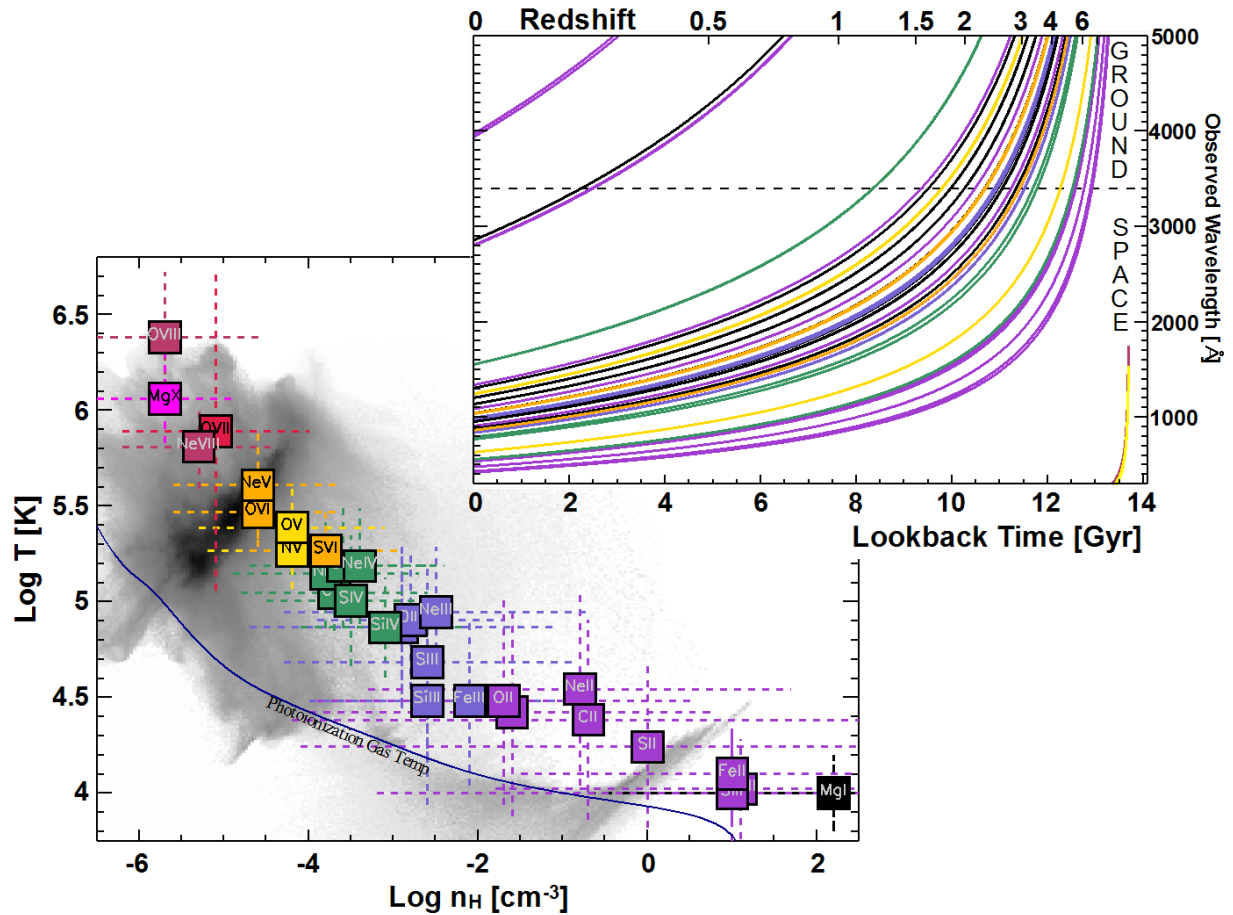 0 Redshift 0.5 1 1.5 2 3 4 6
5000
4000
3000
2000
1000
Observed Wavelength [Å]
GROUND
SPACE
0 2 4 6 8 10 12 14
Lookback Time [Gyr]
6.5
6
5.5
5
4.5
4
Log T [K]
OVIII
MgX
OVII
NeVIII
NeV
OVI
OV
NV
SVI
NeIV
SIV
SiIV
NeIII
SIII
SiIII
FeIII
OII
NeII
CII
SII
FeII
MgI
Photoionization Gas Temp
-6 -4 -2 0 2
Log nH [cm-3]